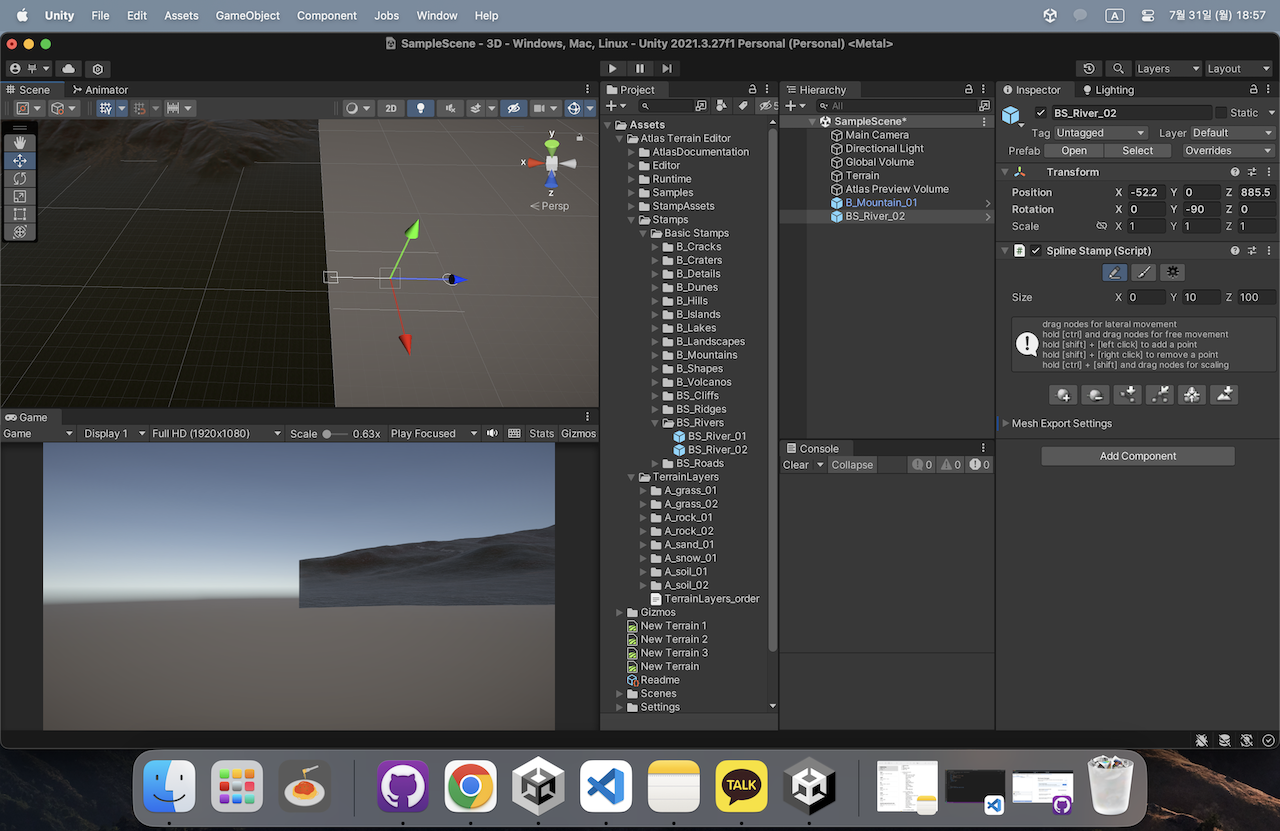 Unity File Edit Assets GameObject Component Jobs Window Help A 7월 31일 (월) 18:57
SampleScene - 3D - Windows, Mac, Linux - Unity 2021.3.27f1 Personal (Personal) <Metal>
Layers Layout
Scene Animator
2D
y
x
z
Persp
Game
Game Display 1 Full HD (1920x1080) Scale 0.63x Play Focused Stats Gizmos
Project
5
Assets
Atlas Terrain Editor
AtlasDocumentation
Editor
Runtime
Samples
StampAssets
Stamps
Basic Stamps
B_Cracks
B_Craters
B_Details
B_Dunes
B_Hills
B_Islands
B_Lakes
B_Landscapes
B_Mountains
B_Shapes
B_Volcanos
BS_Cliffs
BS_Ridges
BS_Rivers
BS_River_01
BS_River_02
BS_Roads
TerrainLayers
A_grass_01
A_grass_02
A_rock_01
A_rock_02
A_sand_01
A_snow_01
A_soil_01
A_soil_02
TerrainLayers_order
Gizmos
New Terrain 1
New Terrain 2
New Terrain 3
New Terrain
Readme
Scenes
Settings
Hierarchy
All
SampleScene*
Main Camera
Directional Light
Global Volume
Terrain
Atlas Preview Volume
B_Mountain_01
BS_River_02
Console
Clear Collapse 0 0 0
Inspector Lighting
BS_River_02 Static
Tag Untagged Layer Default
Prefab Open Select Overrides
Transform
Position X -52.2 Y 0 Z 885.5
Rotation X 0 Y -90 Z 0
Scale X 1 Y 1 Z 1
Spline Stamp (Script)
Size X 0 Y 10 Z 100
drag nodes for lateral movement
hold [ctrl] and drag nodes for free movement
hold [shift] + [left click] to add a point
hold [shift] + [right click] to remove a point
hold [ctrl] + [shift] and drag nodes for scaling
Mesh Export Settings
Add Component
TALK